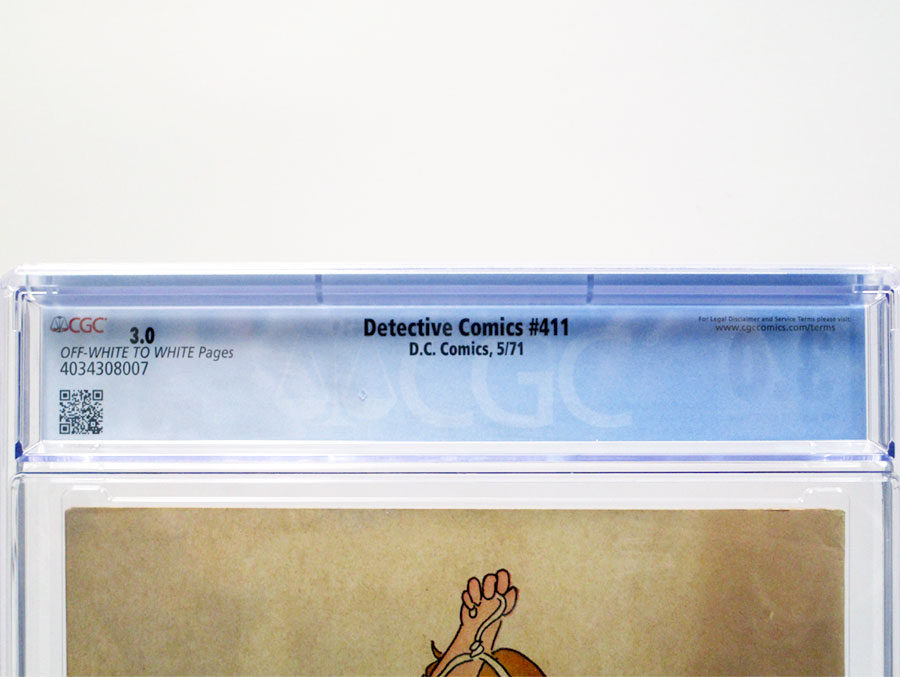 CGC
3.0
OFF-WHITE TO WHITE Pages
4034308007
Detective Comics #411
D.C. Comics, 5/71
For Legal Disclaimer and Service Terms please visit:
www.cgccomics.com/terms
CGC